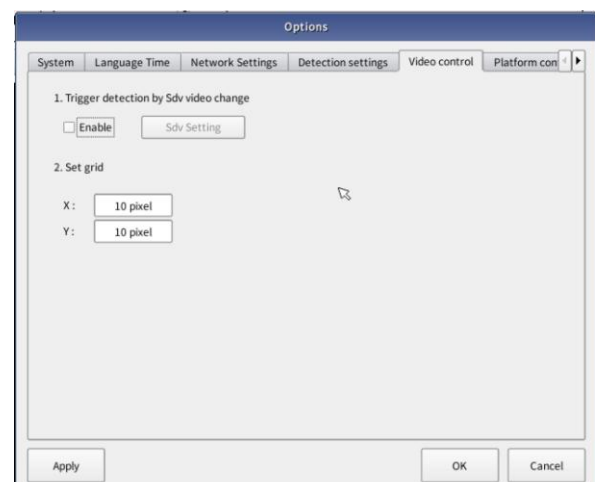 Options
System Language Time Network Settings Detection settings Video control Platform con
1. Trigger detection by Sdv video change
Enable Sdv Setting
2. Set grid
X : 10 pixel
Y : 10 pixel
Apply OK Cancel